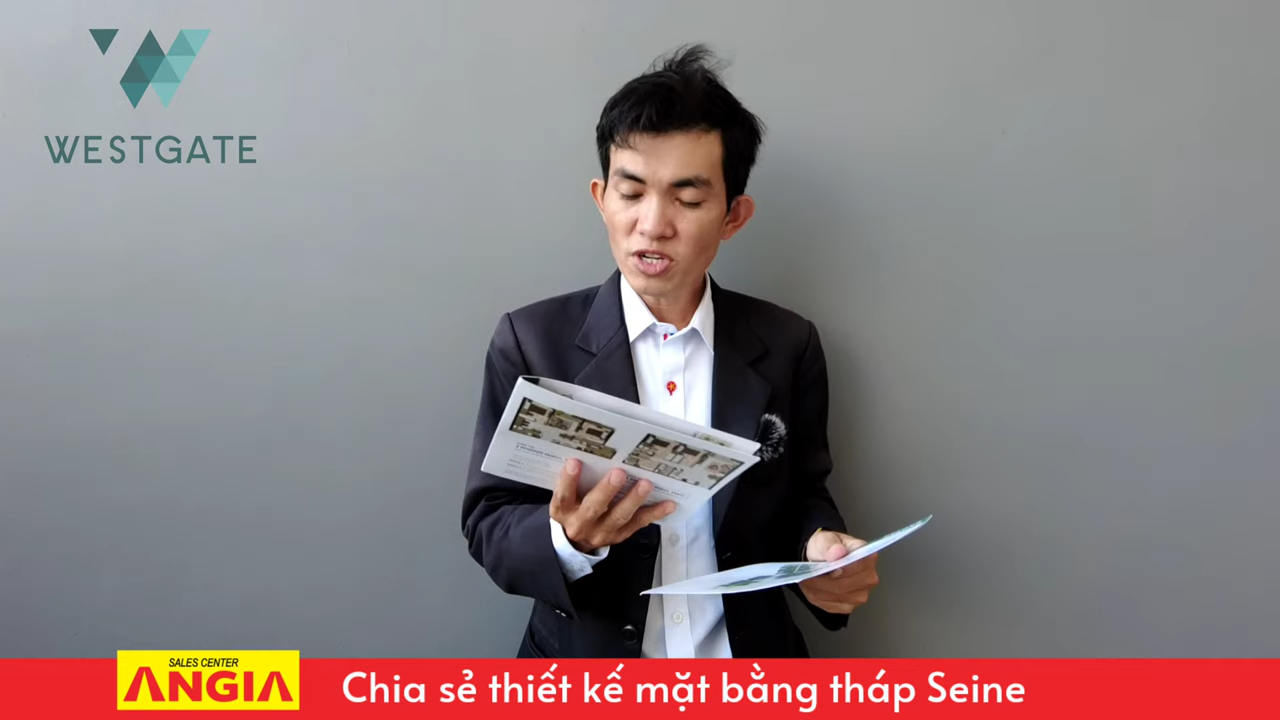 WESTGATE
SALES CENTER
ANGIA
Chia sẻ thiết kế mặt bằng tháp Seine